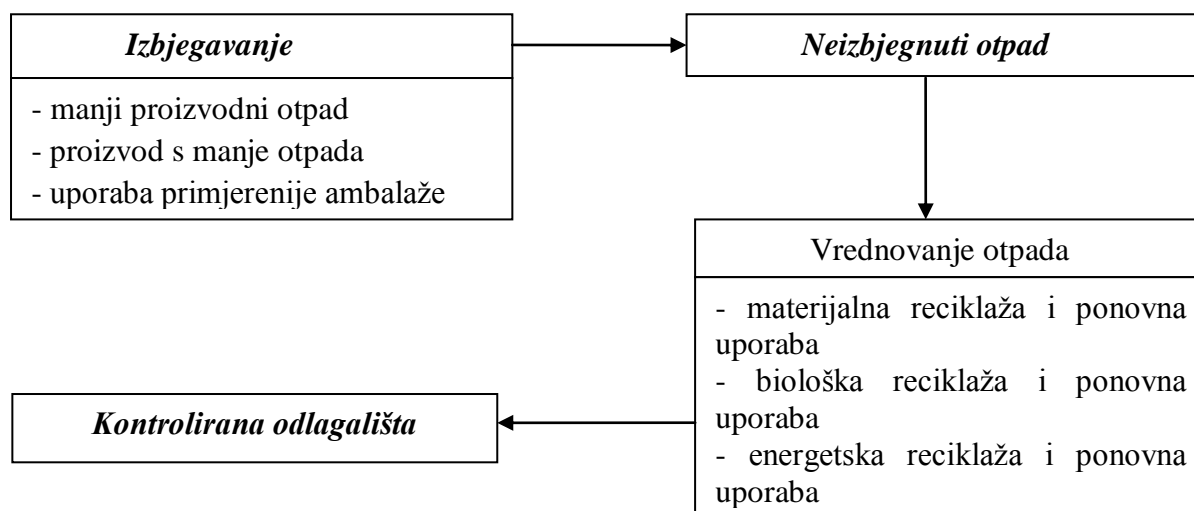 Izbjegavanje
- manji proizvodni otpad
- proizvod s manje otpada
- uporaba primjerenije ambalaže
Neizbjegnuti otpad
Vrednovanje otpada
- materijalna reciklaža i ponovna
uporaba
- biološka reciklaža i ponovna
uporaba
- energetska reciklaža i ponovna
uporaba
Kontrolirana odlagališta